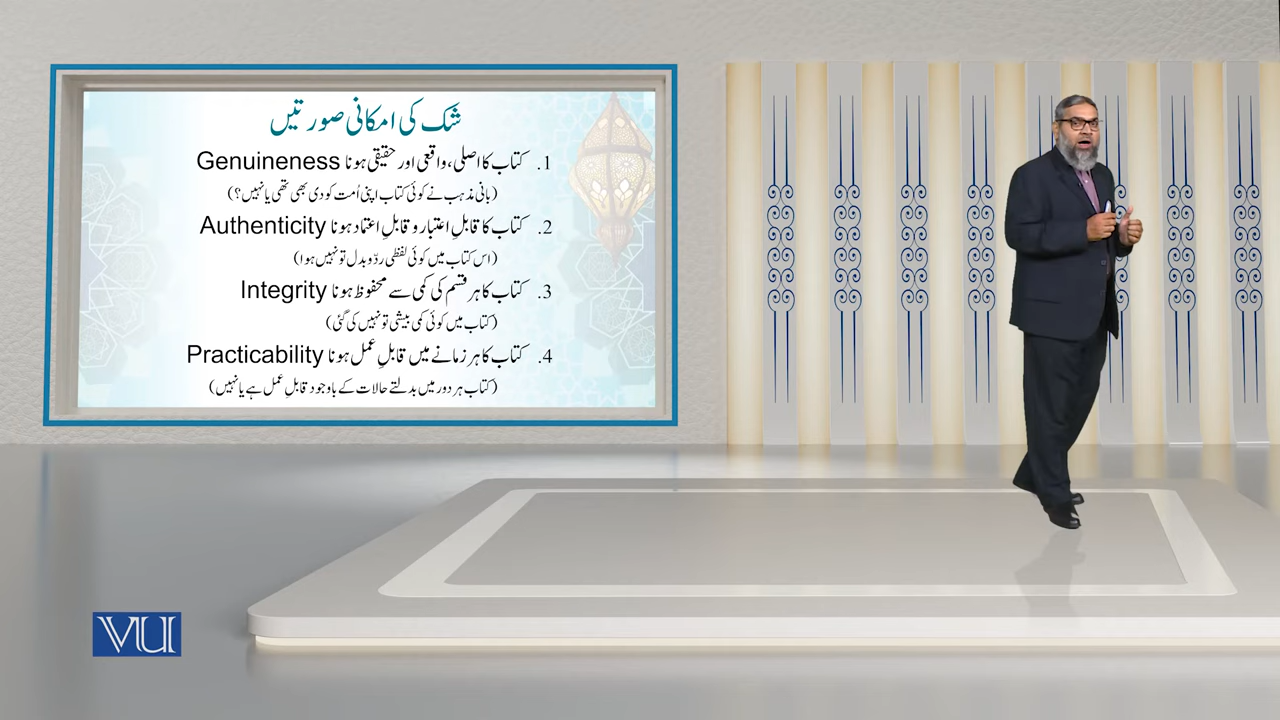 شک کی امکانی صورتیں
1. کتاب کا اصلی، واقعی اور حقیقی ہونا Genuineness
(بانی مذہب نے کوئی کتاب اپنی اُمت کو دی بھی تھی یا نہیں؟)
2. کتاب کا قابلِ اعتبار و قابلِ اعتماد ہونا Authenticity
(اس کتاب میں کوئی لفظی ردّوبدل تو نہیں ہوا)
3. کتاب کا ہر قسم کی کمی سے محفوظ ہونا Integrity
(کتاب میں کوئی کمی بیشی تو نہیں کی گئی)
4. کتاب کا ہر زمانے میں قابلِ عمل ہونا Practicability
(کتاب ہر دور میں بدلتے حالات کے باوجود قابلِ عمل ہے یا نہیں)
VU